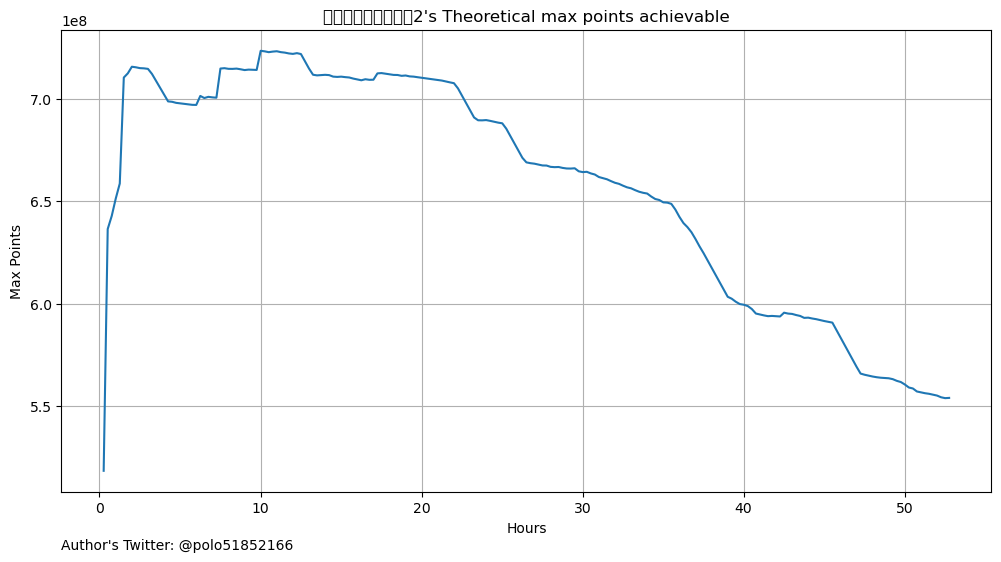 2's Theoretical max points achievable
1e8
7.0
6.5
6.0
5.5
Max Points
0 10 20 30 40 50
Hours
Author's Twitter: @polo51852166